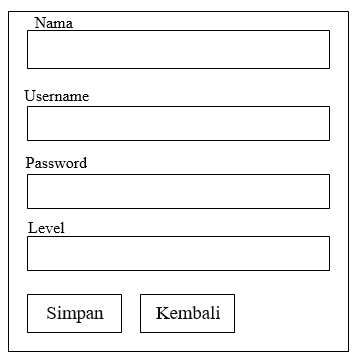 Nama
Username
Password
Level
Simpan Kembali